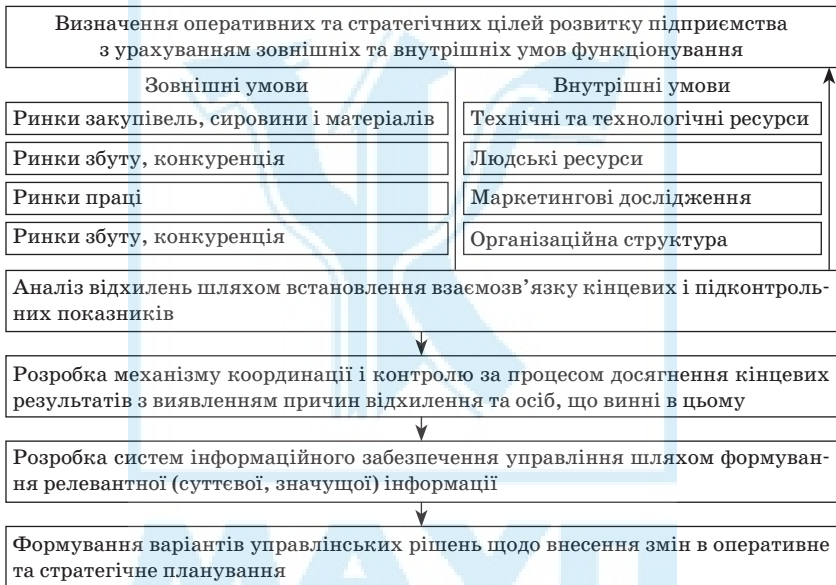 Визначення оперативних та стратегічних цілей розвитку підприємства
з урахуванням зовнішніх та внутрішніх умов функціонування
Зовнішні умови
Внутрішні умови
Ринки закупівель, сировини і матеріалів
Технічні та технологічні ресурси
Ринки збуту, конкуренція
Людські ресурси
Ринки праці
Маркетингові дослідження
Ринки збуту, конкуренція
Організаційна структура
Аналіз відхилень шляхом встановлення взаємозв’язку кінцевих і підконтроль-
них показників
Розробка механізму координації і контролю за процесом досягнення кінцевих
результатів з виявленням причин відхилення та осіб, що винні в цьому
Розробка систем інформаційного забезпечення управління шляхом формуван-
ня релевантної (суттєвої, значущої) інформації
Формування варіантів управлінських рішень щодо внесення змін в оперативне
та стратегічне планування
МАУП